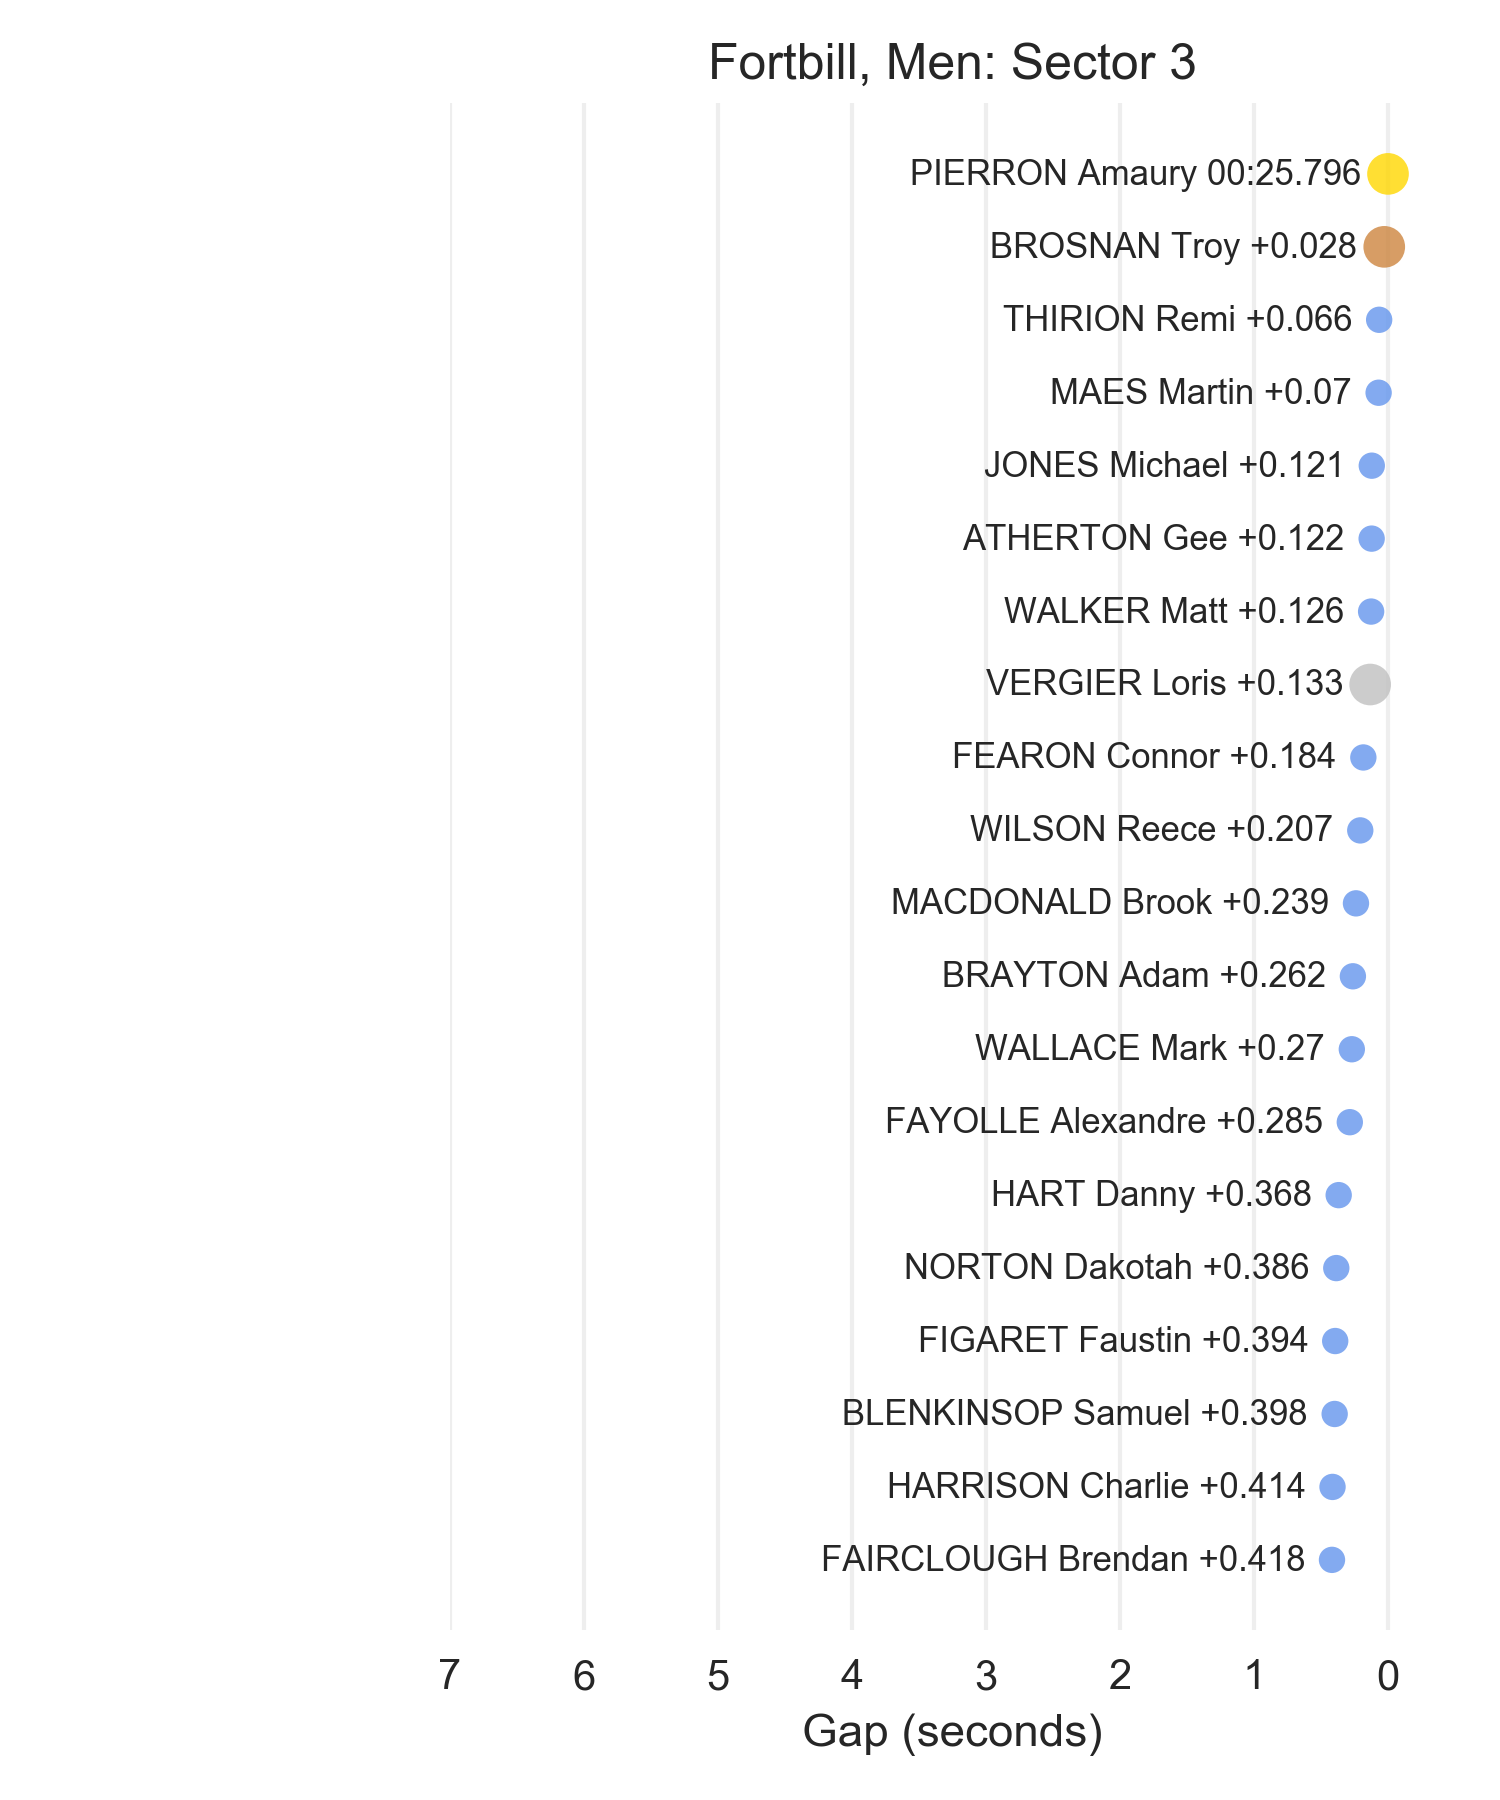 Fortbill, Men: Sector 3
PIERRON Amaury 00:25.796
BROSNAN Troy +0.028
THIRION Remi +0.066
MAES Martin +0.07
JONES Michael +0.121
ATHERTON Gee +0.122
WALKER Matt +0.126
VERGIER Loris +0.133
FEARON Connor +0.184
WILSON Reece +0.207
MACDONALD Brook +0.239
BRAYTON Adam +0.262
WALLACE Mark +0.27
FAYOLLE Alexandre +0.285
HART Danny +0.368
NORTON Dakotah +0.386
FIGARET Faustin +0.394
BLENKINSOP Samuel +0.398
HARRISON Charlie +0.414
FAIRCLOUGH Brendan +0.418
7 6 5 4 3 2 1 0
Gap (seconds)